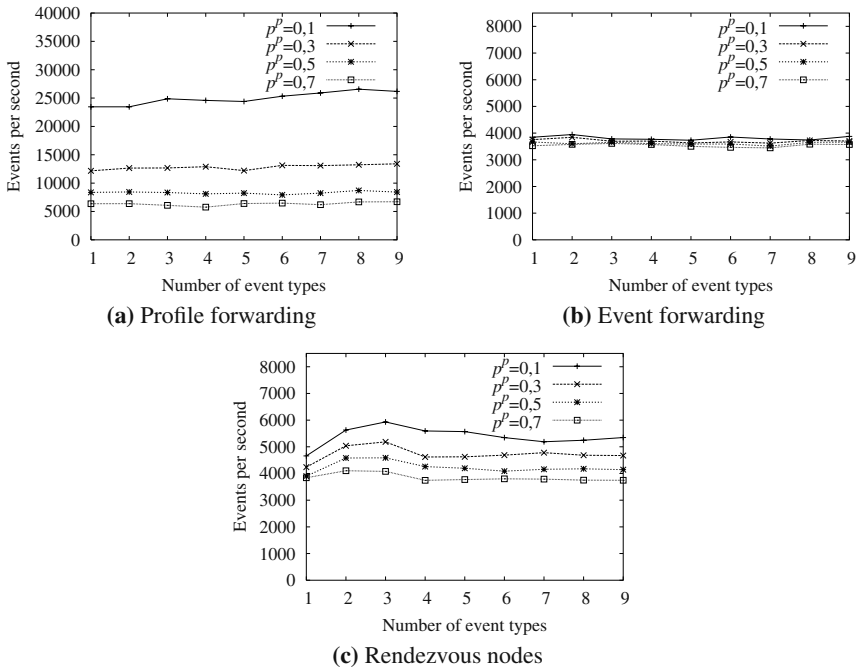 40000
35000
30000
25000
20000
15000
10000
5000
0
Events per second
p^p=0,1
p^p=0,3
p^p=0,5
p^p=0,7
1 2 3 4 5 6 7 8 9
Number of event types
(a) Profile forwarding
8000
7000
6000
5000
4000
3000
2000
1000
0
Events per second
p^p=0,1
p^p=0,3
p^p=0,5
p^p=0,7
1 2 3 4 5 6 7 8 9
Number of event types
(b) Event forwarding
8000
7000
6000
5000
4000
3000
2000
1000
0
Events per second
p^p=0,1
p^p=0,3
p^p=0,5
p^p=0,7
1 2 3 4 5 6 7 8 9
Number of event types
(c) Rendezvous nodes